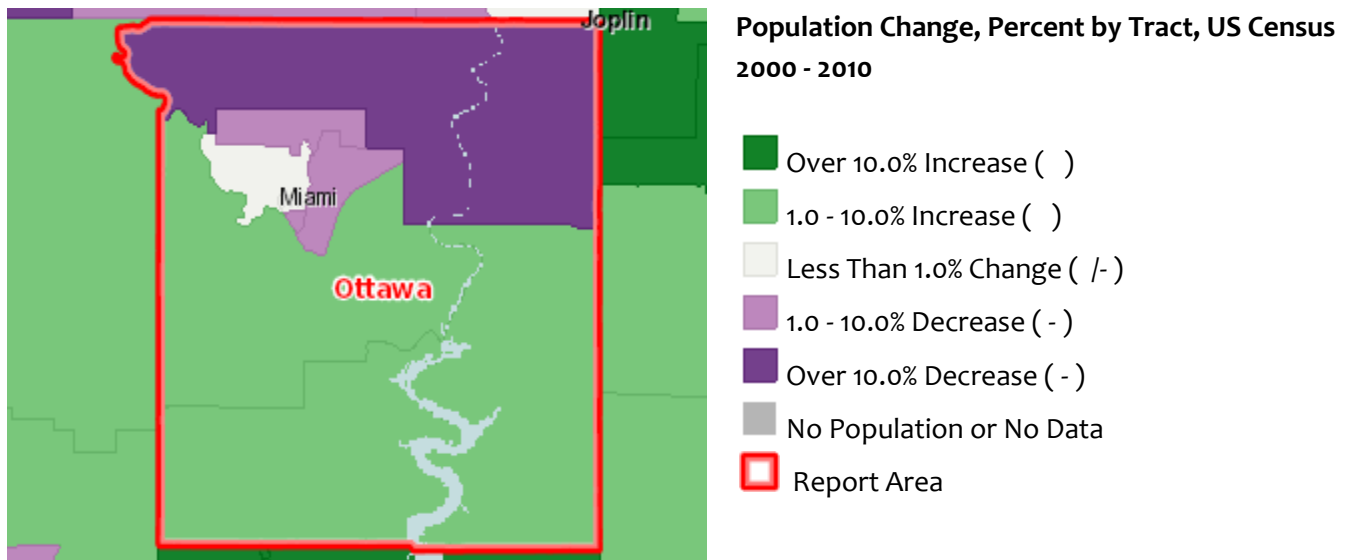 Joplin
Miami
Ottawa
Population Change, Percent by Tract, US Census
2000 - 2010
Over 10.0% Increase ( )
1.0 - 10.0% Increase ( )
Less Than 1.0% Change ( /- )
1.0 - 10.0% Decrease ( - )
Over 10.0% Decrease ( - )
No Population or No Data
Report Area